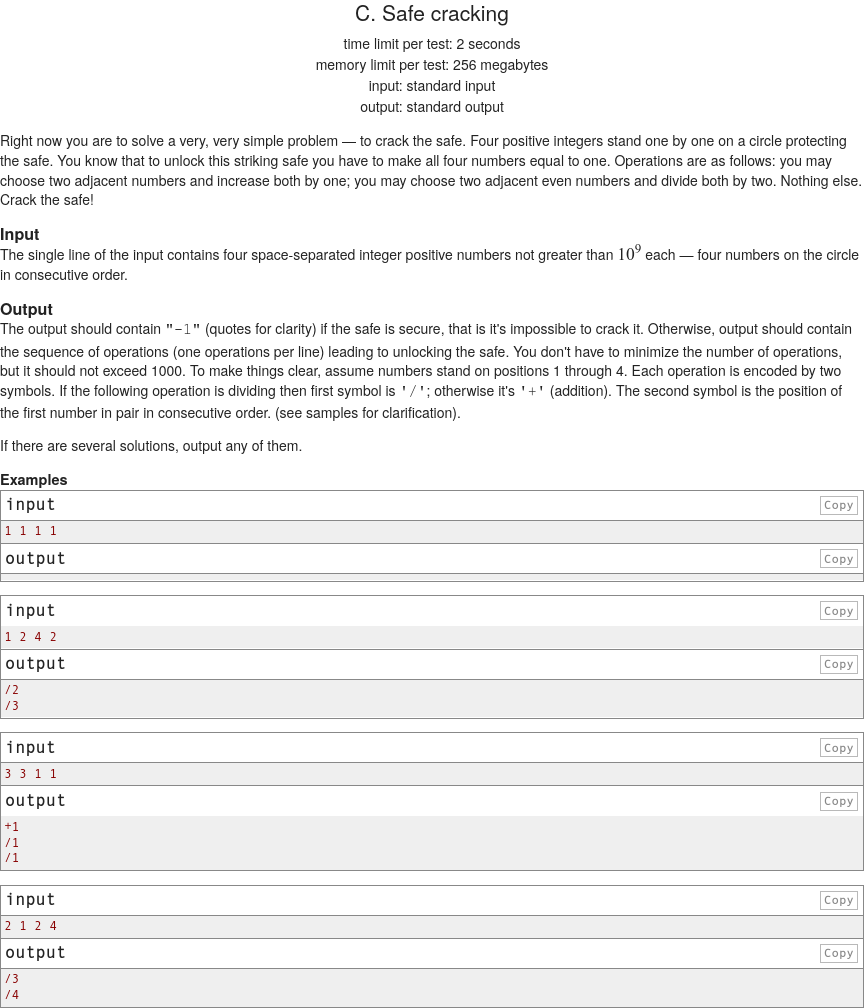 C. Safe cracking
time limit per test: 2 seconds
memory limit per test: 256 megabytes
input: standard input
output: standard output
Right now you are to solve a very, very simple problem — to crack the safe. Four positive integers stand one by one on a circle protecting
the safe. You know that to unlock this striking safe you have to make all four numbers equal to one. Operations are as follows: you may
choose two adjacent numbers and increase both by one; you may choose two adjacent even numbers and divide both by two. Nothing else.
Crack the safe!
Input
The single line of the input contains four space-separated integer positive numbers not greater than 10^9 each — four numbers on the circle
in consecutive order.
Output
The output should contain "-1" (quotes for clarity) if the safe is secure, that is it's impossible to crack it. Otherwise, output should contain
the sequence of operations (one operations per line) leading to unlocking the safe. You don't have to minimize the number of operations,
but it should not exceed 1000. To make things clear, assume numbers stand on positions 1 through 4. Each operation is encoded by two
symbols. If the following operation is dividing then first symbol is '/'; otherwise it's '+' (addition). The second symbol is the position of
the first number in pair in consecutive order. (see samples for clarification).
If there are several solutions, output any of them.
Examples
input Copy
1 1 1 1
output Copy
input Copy
1 2 4 2
output Copy
/2
/3
input Copy
3 3 1 1
output Copy
+1
/1
/1
input Copy
2 1 2 4
output Copy
/3
/4